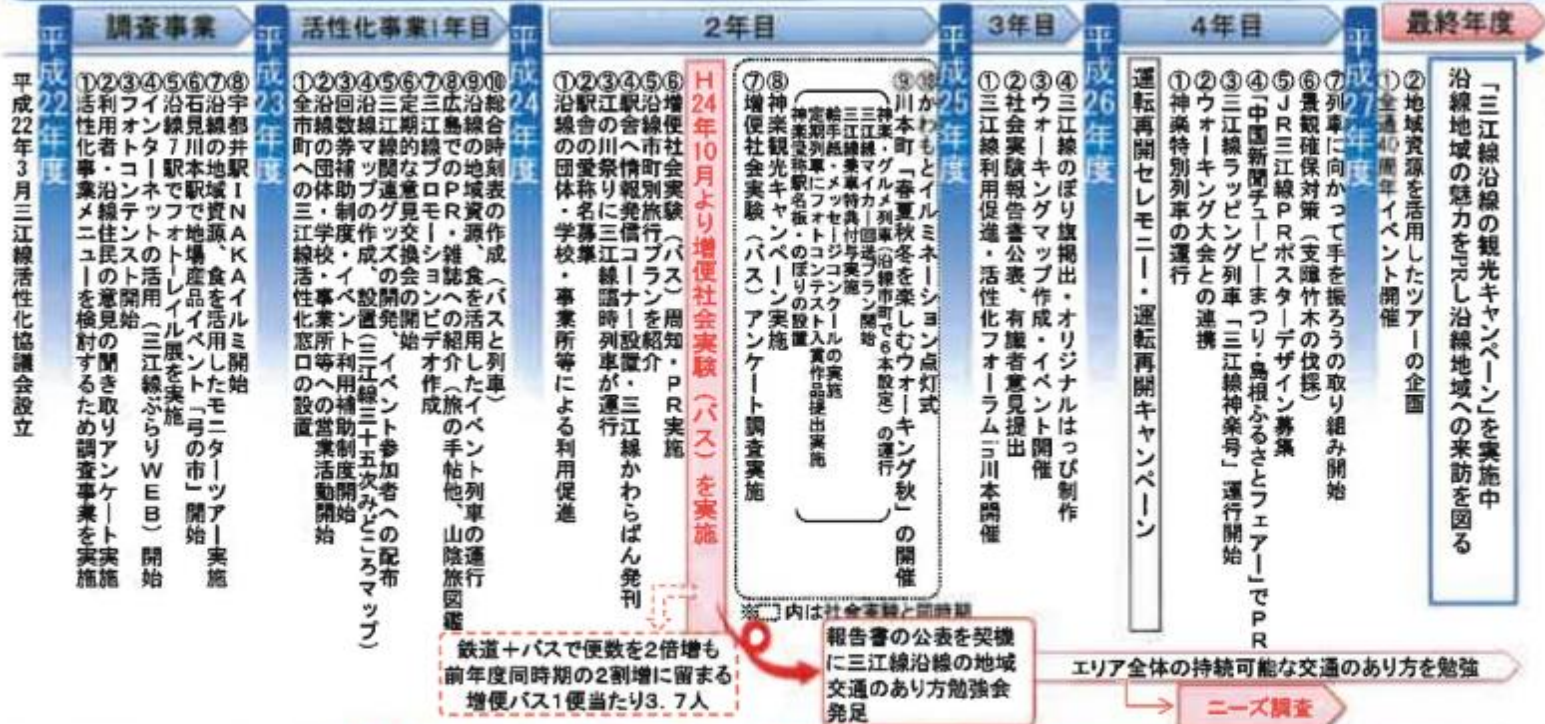 調査事業
活性化事業1年目
2年目
3年目
4年目
最終年度
平成22年度
平成22年3月三江線活性化協議会設立
①活性化事業メニューを検討するため調査事業を実施
②利用者・沿線住民の意見の聞き取りアンケート実施
③フォトコンテスト開始
④インターネットの活用（三江線ぶらりWEB）開始
⑤沿線7駅でフォトーレイル展を実施
⑥石見川本駅で地場産品イベント「弓の市」開始
⑦沿線の地域資源、食を活用したモニターツアー実施
⑧宇都井駅INAKAイルミ開始
平成23年度
①全市町への三江線活性化窓口の設置
②沿線の団体・学校・事業所等への営業活動開始
③回数券補助制度・イベント利用補助制度開始
④沿線マップの作成、設置（三江線三十五次みどころマップ）
⑤三江線関連グッズの開発、イベント参加者への配布
⑥定期的な意見交換会の開始
⑦三江線プロモーションビデオ作成
⑧広島でのPR・雑誌への紹介（旅の手帖他、山陰旅図鑑
⑨沿線の地域資源、食を活用したイベント列車の運行
⑩総合時刻表の作成（バスと列車）
平成24年度
①沿線の団体・学校・事業所等による利用促進
②駅舎の愛称名募集
③江の川祭りに三江線臨時列車が運行
④駅舎へ情報発信コーナー設置・三江線かわらばん発刊
⑤沿線市町別旅行プランを紹介
⑥増便社会実験（バス）周知・PR実施
H24年10月より増便社会実験（バス）を実施
⑦増便社会実験（バス）アンケート調査実施
⑧神楽観光キャンペーン実施
神楽愛称駅名板・のぼりの設置
定期列車にフォトコンテスト入賞作品提出実施
絵手紙・メッセージコンクールの実施
三江線乗車特典付与実施
三江線マイカー回送プラン開始
神楽・グルメ列車（沿線市町で6本設定）の運行
⑨川本町「春夏秋冬を楽しむウォーキング秋」の開催
⑩かわもとイルミネーション点灯式
※内は社会実験と同時期
平成25年度
①三江線利用促進・活性化フォーラムin川本開催
②社会実験報告書公表、有識者意見提出
③ウォーキングマップ作成・イベント開催
④三江線のぼり旗掲出・オリジナルはっぴ制作
平成26年度
運転再開セレモニー・運転再開キャンペーン
①神楽特別列車の運行
②ウォーキング大会との連携
③三江線ラッピング列車「三江線神楽号」運行開始
④「中国新聞チューピーまつり・島根ふるさとフェアー」でPR
⑤JR三江線PRポスターデザイン募集
⑥景観確保対策（支障竹木の伐採）
⑦列車に向かって手を振ろうの取り組み開始
平成27年度
①全通40周年イベント開催
②地域資源を活用したツアーの企画
「三江線沿線の観光キャンペーン」を実施中
沿線地域の魅力をPRし沿線地域への来訪を図る
鉄道＋バスで便数を2倍増も
前年度同時期の2割増に留まる
増便バス1便当たり3.7人
報告書の公表を契機
に三江線沿線の地域
交通のあり方勉強会
発足
エリア全体の持続可能な交通のあり方を勉強
ニーズ調査